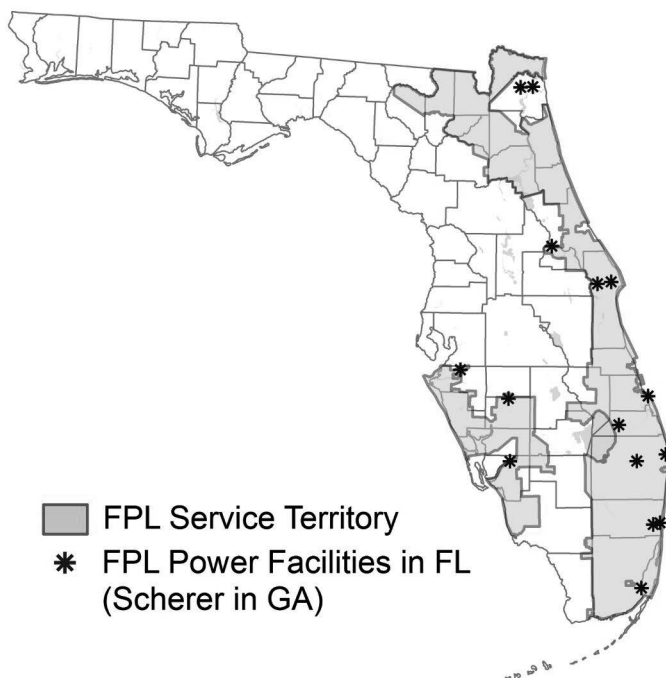 FPL Service Territory
FPL Power Facilities in FL
(Scherer in GA)